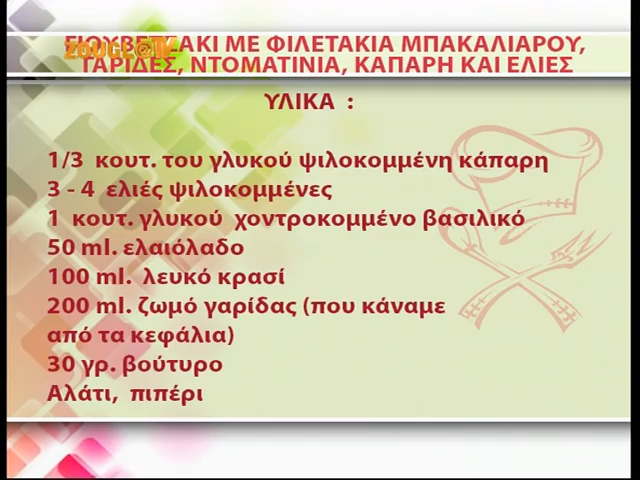 ΜΕ ΦΙΛΕΤΑΚΙΑ ΜΠΑΚΑΛΙΑΡΟΥ,
ΓΑΡΙΔΕΣ, ΝΤΟΜΑΤΙΝΙΑ, ΚΑΠΑΡΗ ΚΑΙ ΕΛΙΕΣ
ΥΛΙΚΑ :
1/3 κουτ. του γλυκού ψιλοκομμένη κάπαρη
3 - 4 ελιές ψιλοκομμένες
1 κουτ. γλυκού χοντροκομμένο βασιλικό
50 ml. ελαιόλαδο
100 ml. λευκό κρασί
200 ml. ζωμό γαρίδας (που κάναμε
από τα κεφάλια)
30 γρ. βούτυρο
Αλάτι, πιπέρι